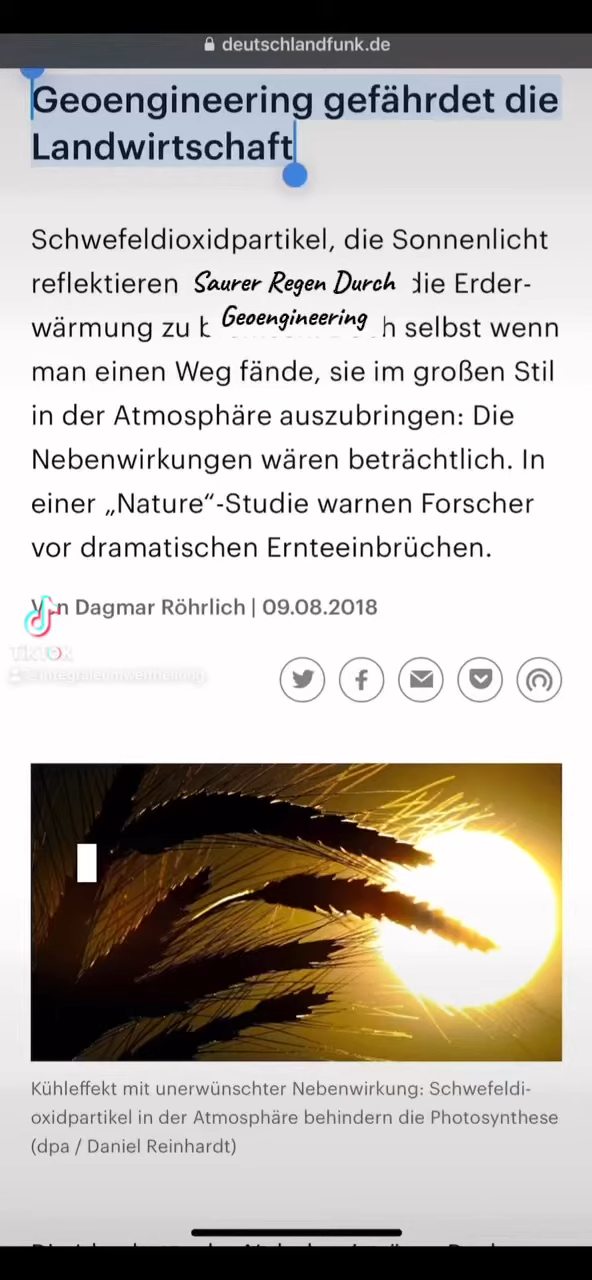 deutschlandfunk.de
Geoengineering gefährdet die
Landwirtschaft
Schwefeldioxidpartikel, die Sonnenlicht
reflektieren Saurer Regen Durch die Erder-
wärmung zu Geoengineering selbst wenn
man einen Weg fände, sie im großen Stil
in der Atmosphäre auszubringen: Die
Nebenwirkungen wären beträchtlich. In
einer „Nature“-Studie warnen Forscher
vor dramatischen Ernteeinbrüchen.
Von Dagmar Röhrlich | 09.08.2018
TikTok
Kühleffekt mit unerwünschter Nebenwirkung: Schwefeldi-
oxidpartikel in der Atmosphäre behindern die Photosynthese
(dpa / Daniel Reinhardt)